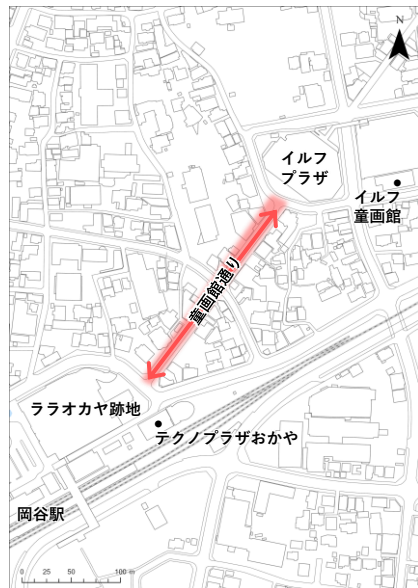 N
イルフ
プラザ
イルフ
童画館
童画館通り
ララオカヤ跡地
テクノプラザおかや
岡谷駅
0 25 50 100 m